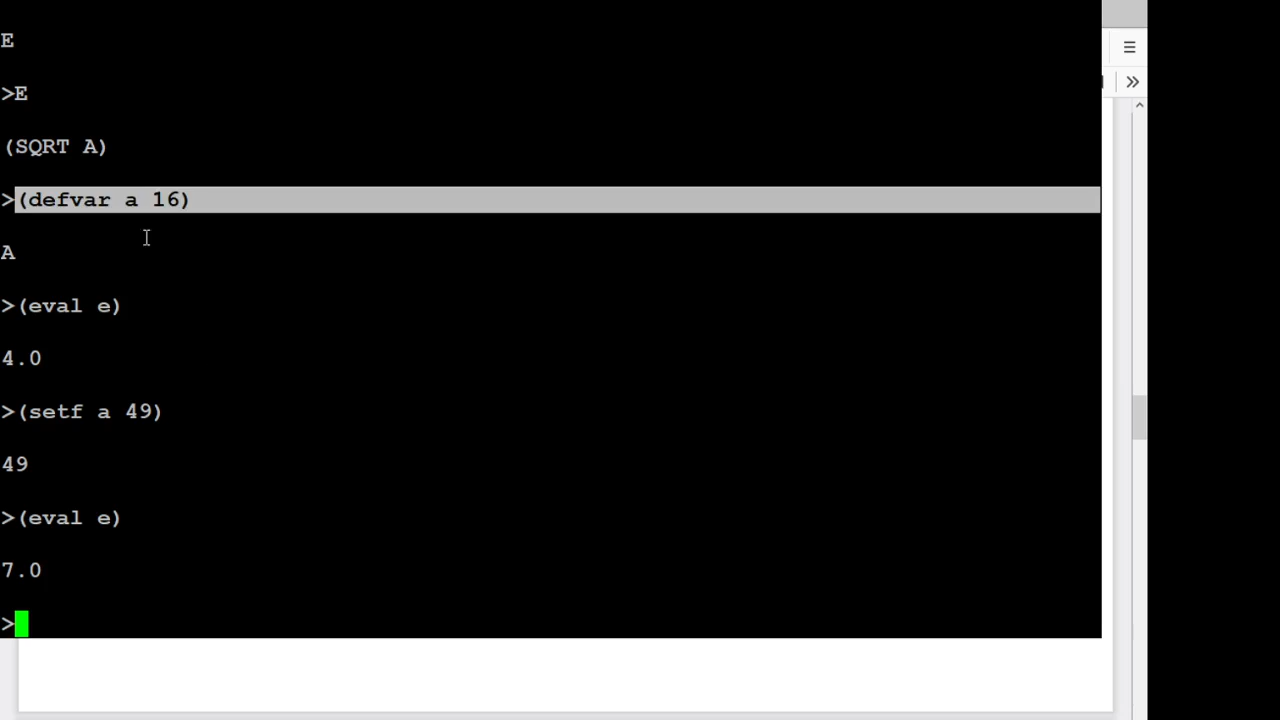 E
>E
(SQRT A)
>(defvar a 16)
A
>(eval e)
4.0
>(setf a 49)
49
>(eval e)
7.0
>